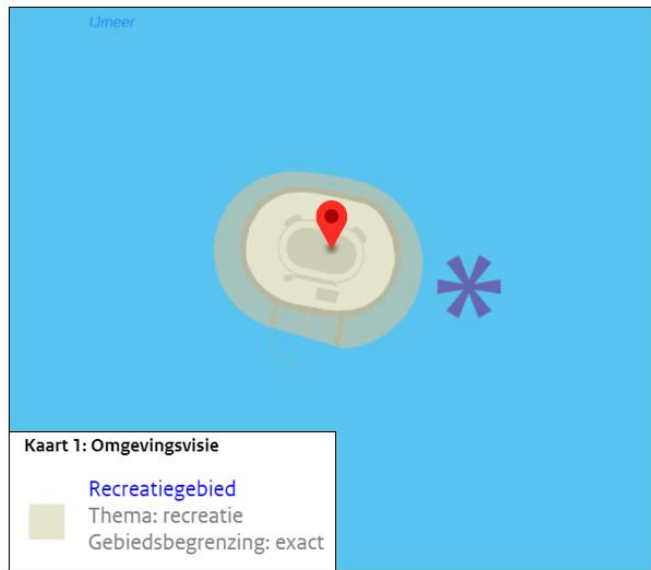 IJmeer
Kaart 1: Omgevingsvisie
Recreatiegebied
Thema: recreatie
Gebiedsbegrenzing: exact